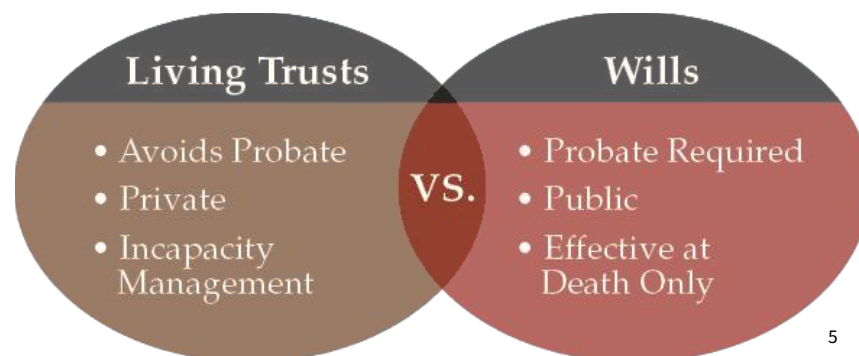 Living Trusts
• Avoids Probate
• Private
• Incapacity
Management
VS.
Wills
• Probate Required
• Public
• Effective at
Death Only
5